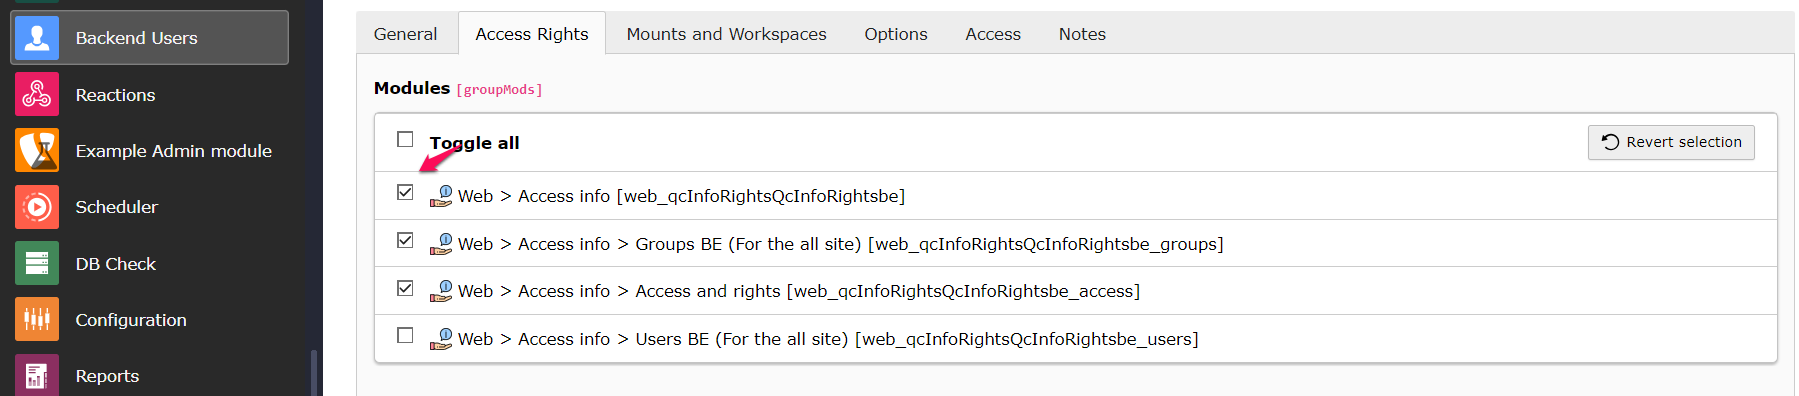 Backend Users
Reactions
Example Admin module
Scheduler
DB Check
Configuration
Reports
General Access Rights Mounts and Workspaces Options Access Notes
Modules [groupMods]
Toggle all Revert selection
Web > Access info [web_qcInfoRightsQcInfoRightsbe]
Web > Access info > Groups BE (For the all site) [web_qcInfoRightsQcInfoRightsbe_groups]
Web > Access info > Access and rights [web_qcInfoRightsQcInfoRightsbe_access]
Web > Access info > Users BE (For the all site) [web_qcInfoRightsQcInfoRightsbe_users]